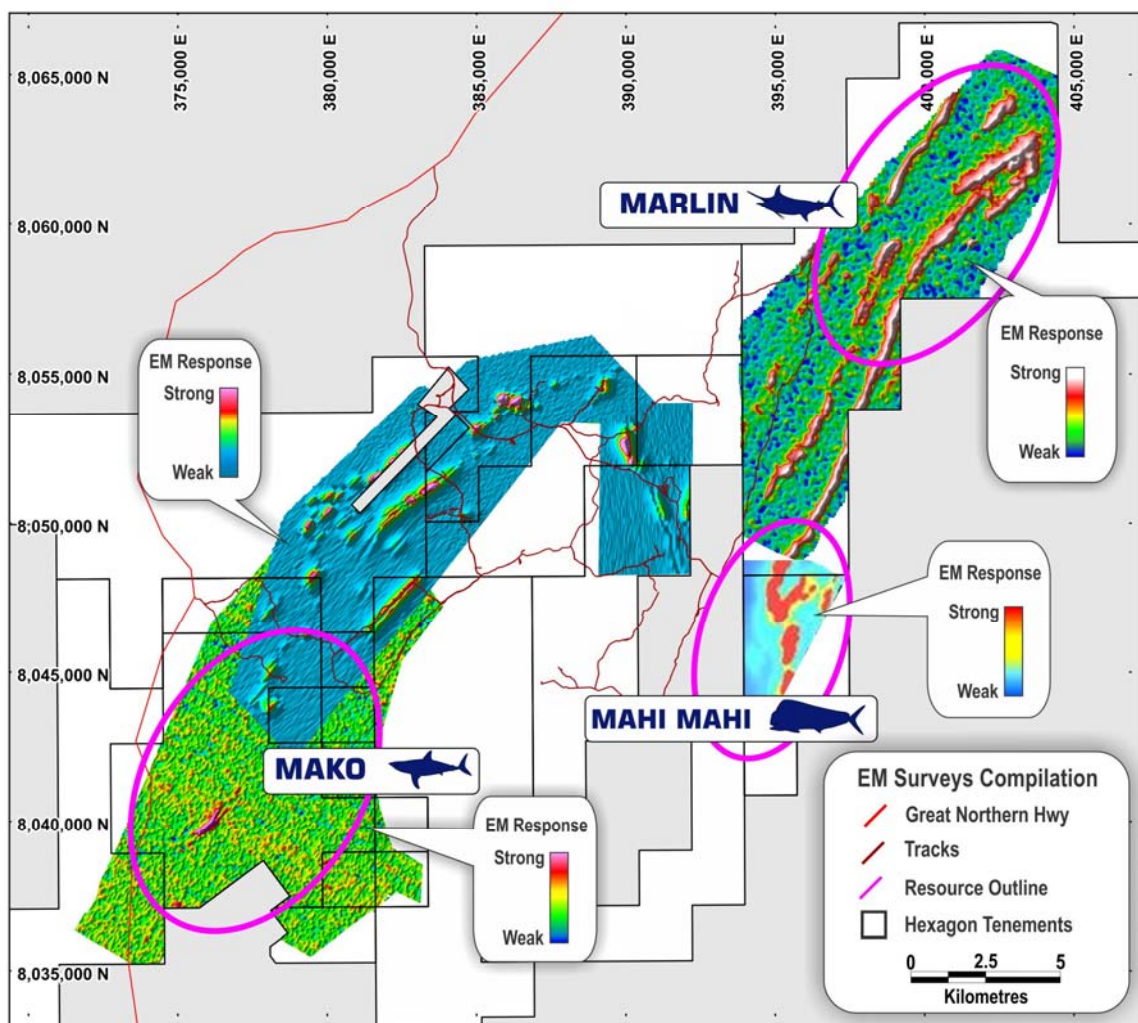 375,000 E
380,000 E
385,000 E
390,000 E
395,000 E
400,000 E
405,000 E
8,065,000 N
8,060,000 N
8,055,000 N
8,050,000 N
8,045,000 N
8,040,000 N
8,035,000 N
MARLIN
EM Response
Strong
Weak
EM Response
Strong
Weak
EM Response
Strong
Weak
MAHI MAHI
MAKO
EM Response
Strong
Weak
EM Surveys Compilation
Great Northern Hwy
Tracks
Resource Outline
Hexagon Tenements
0 2.5 5
Kilometres